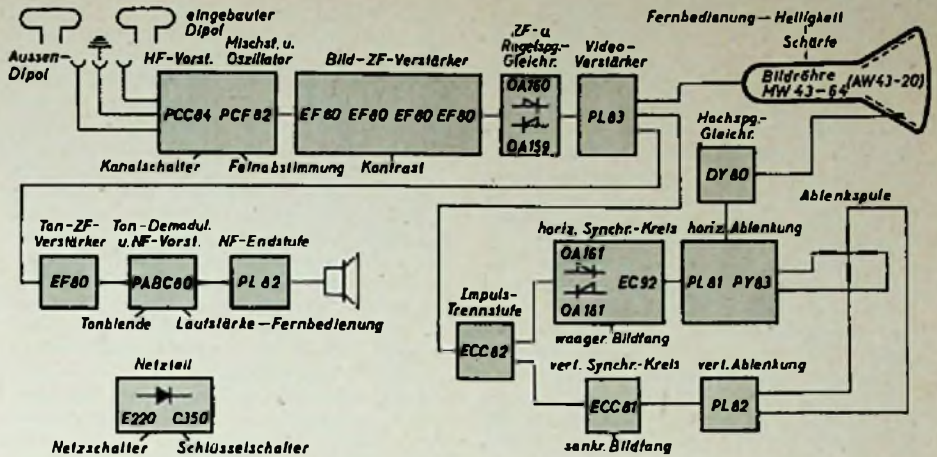 eingebauter
Dipol
Aussen-
Dipol
HF-Vorst.
Mischst. u.
Oszillator
Bild-ZF-Verstärker
ZF- u.
Regelspg.-
Gleichr.
Video-
Verstärker
Fernbedienung — Helligkeit
Schärfe
Bildröhre
MW 43-64
(AW43-20)
PCC84 PCF82
EF80 EF80 EF80 EF80
OA160
OA159
PL83
Kanalschalter
Feinabstimmung
Kontrast
Hochspg.-
Gleichr.
DY80
Ablenkspule
Ton-ZF-
Verstärker
Ton-Demodul.
u. NF-Vorst.
NF-Endstufe
EF80
PABC80
PL82
Tonblende
Lautstärke — Fernbedienung
horiz. Synchr.-Kreis
horiz. Ablenkung
OA161
EC92
OA161
PL81 PY83
Impuls-
Trennstufe
ECC82
waager. Bildfang
vert. Synchr.-Kreis
vert. Ablenkung
ECC81
PL82
senkr. Bildfang
Netzteil
E220 C350
Netzschalter
Schlüsselschalter